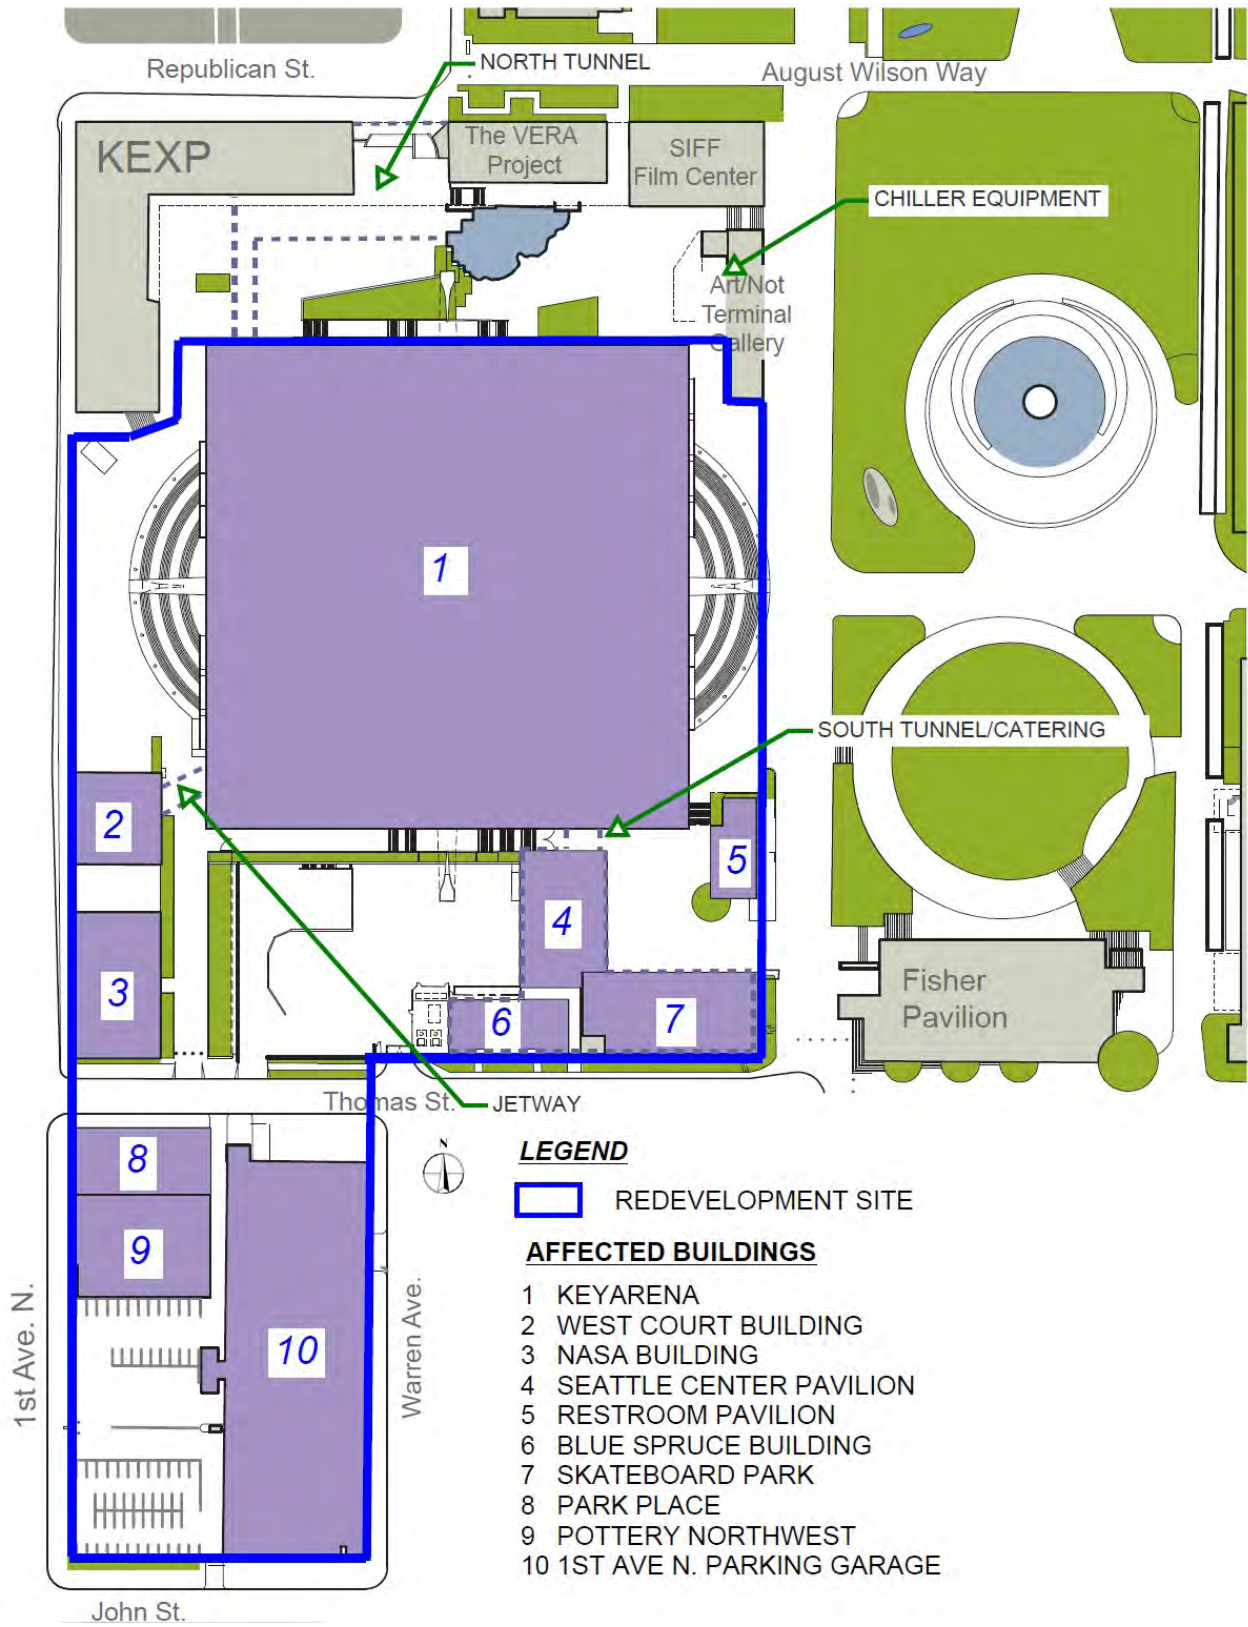 Republican St.
NORTH TUNNEL
August Wilson Way
KEXP
The VERA
Project
SIFF
Film Center
CHILLER EQUIPMENT
Art/Not
Terminal
Gallery
1
SOUTH TUNNEL/CATERING
2
5
4
3
6
7
Fisher
Pavilion
Thomas St.
JETWAY
N
8
9
10
1st Ave. N.
Warren Ave.
LEGEND
REDEVELOPMENT SITE
AFFECTED BUILDINGS
1 KEYARENA
2 WEST COURT BUILDING
3 NASA BUILDING
4 SEATTLE CENTER PAVILION
5 RESTROOM PAVILION
6 BLUE SPRUCE BUILDING
7 SKATEBOARD PARK
8 PARK PLACE
9 POTTERY NORTHWEST
10 1ST AVE N. PARKING GARAGE
John St.